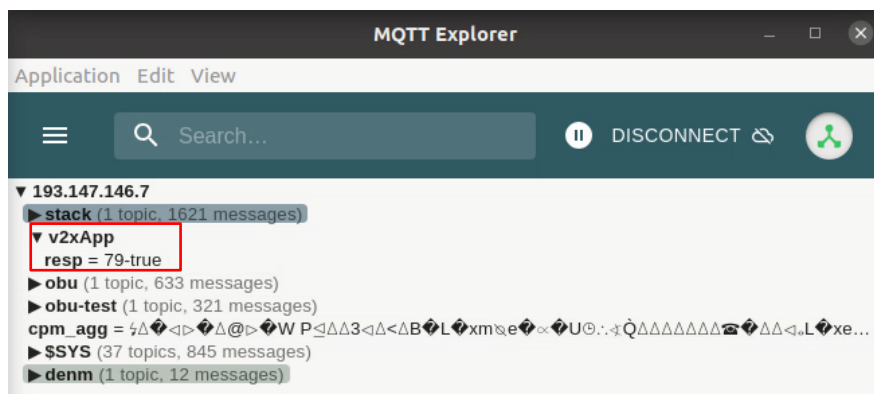 MQTT Explorer
Application Edit View
Search... DISCONNECT
193.147.146.7
stack (1 topic, 1621 messages)
v2xApp
resp = 79-true
obu (1 topic, 633 messages)
obu-test (1 topic, 321 messages)
cpm_agg =
$SYS (37 topics, 845 messages)
denm (1 topic, 12 messages)